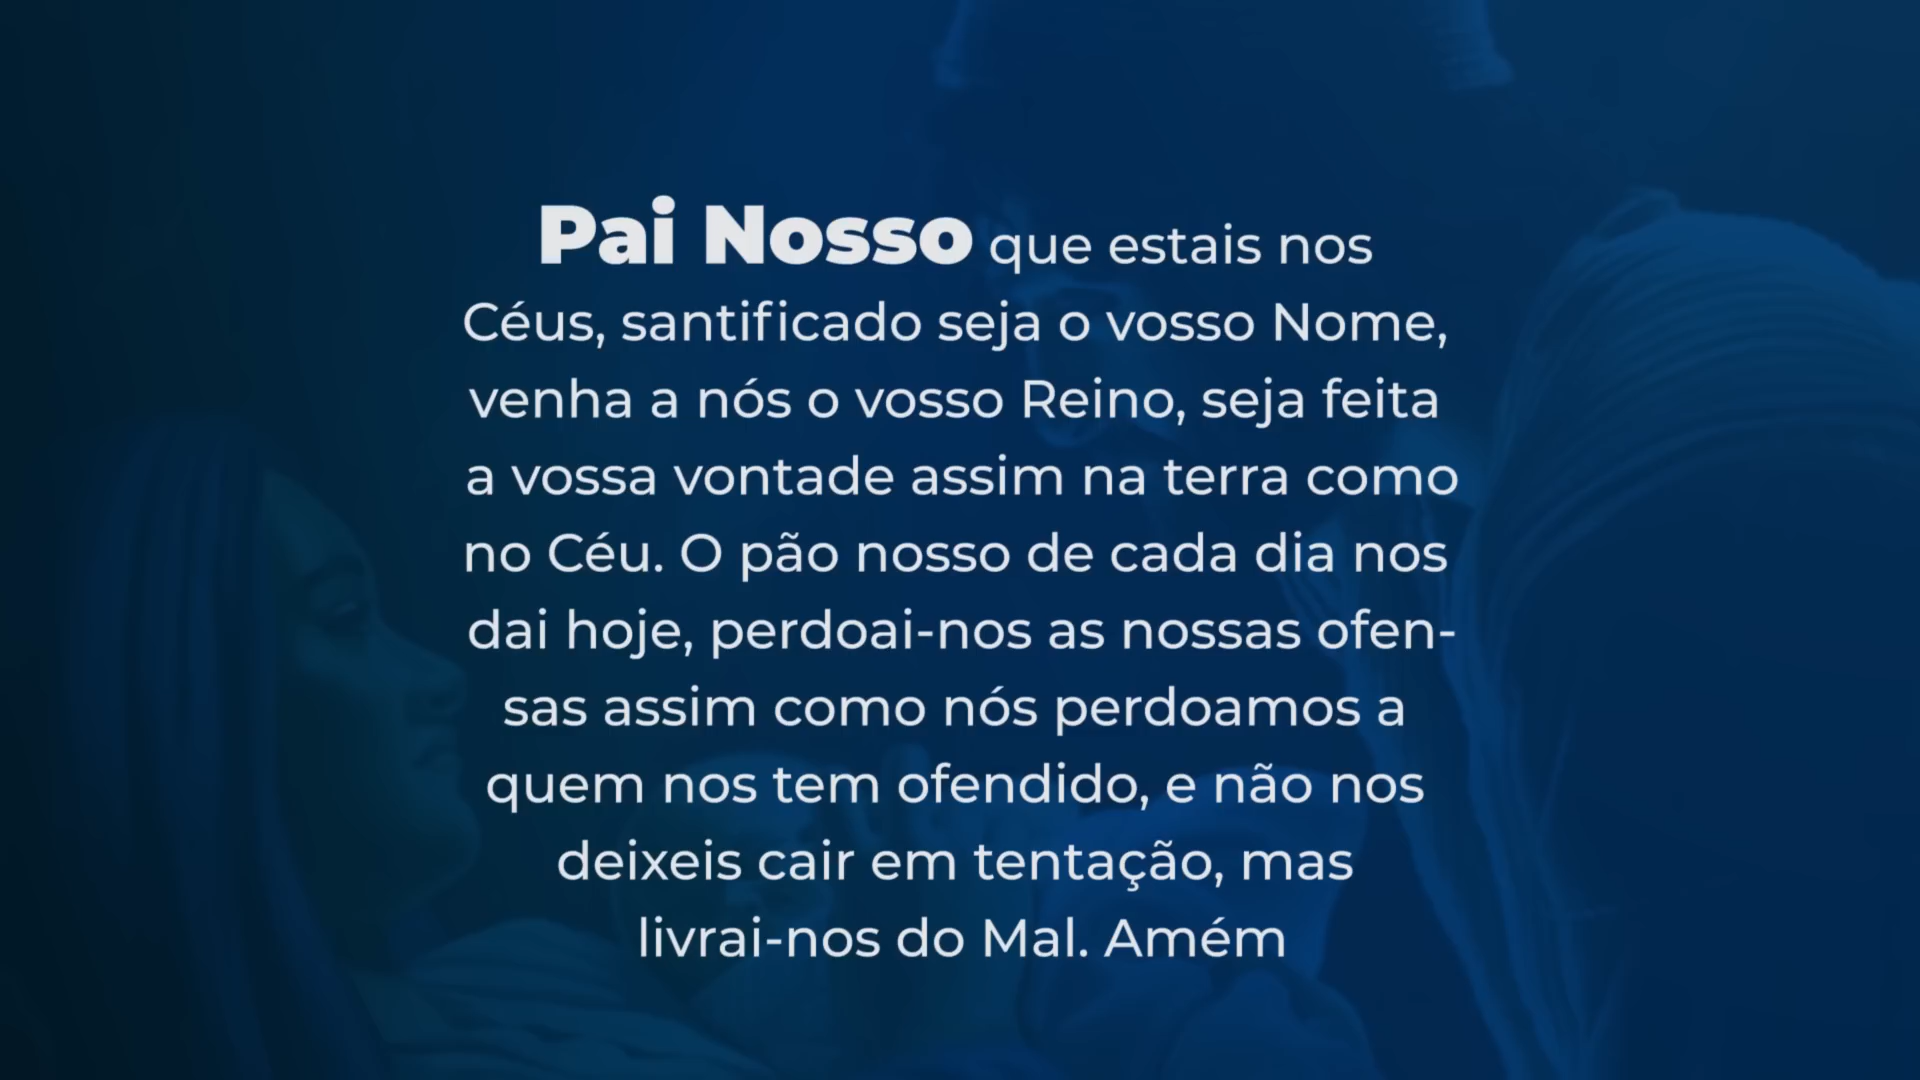 Pai Nosso que estais nos
Céus, santificado seja o vosso Nome,
venha a nós o vosso Reino, seja feita
a vossa vontade assim na terra como
no Céu. O pão nosso de cada dia nos
dai hoje, perdoai-nos as nossas ofen-
sas assim como nós perdoamos a
quem nos tem ofendido, e não nos
deixeis cair em tentação, mas
livrai-nos do Mal. Amém